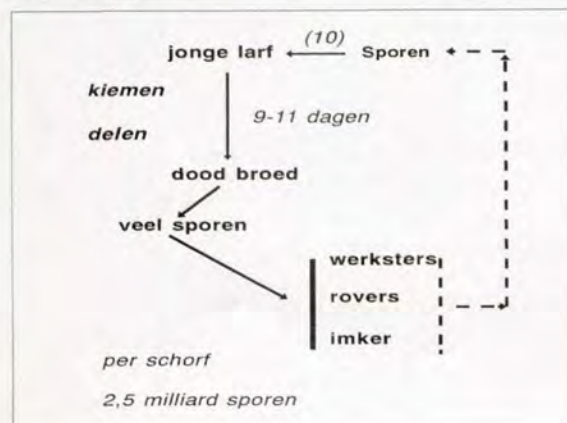 jonge larf (10) Sporen
kiemen
9-11 dagen
delen
dood broed
veel sporen
werksters
rovers
imker
per schorf
2,5 milliard sporen